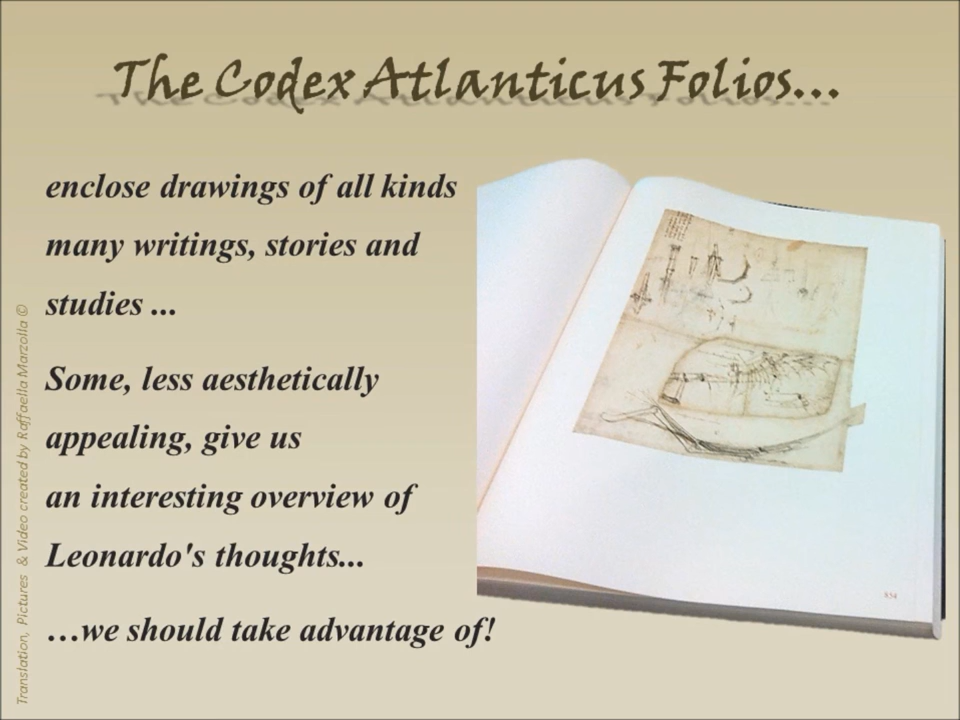 The Codex Atlanticus Folios...
enclose drawings of all kinds
many writings, stories and
studies ...
Some, less aesthetically
appealing, give us
an interesting overview of
Leonardo's thoughts...
…we should take advantage of!
Translation, Pictures & Video created by Raffaella Marzolla ©
854